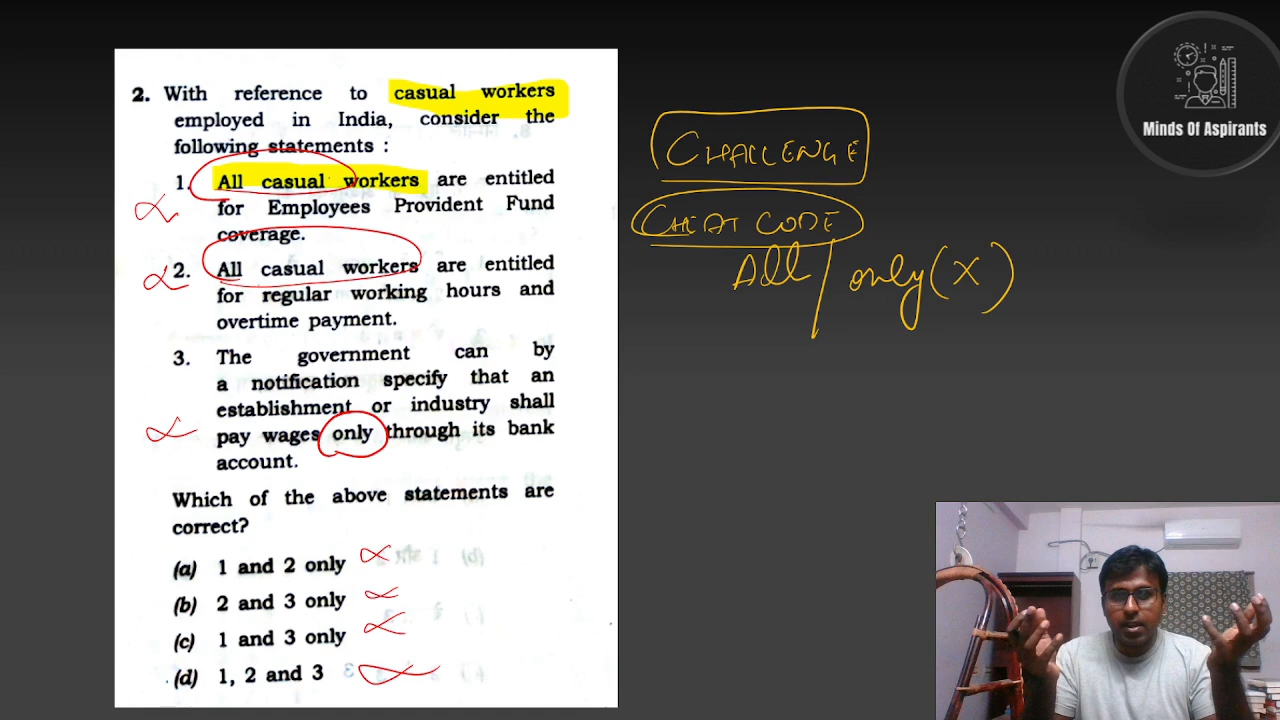 2. With reference to casual workers
employed in India, consider the
following statements :
1. All casual workers are entitled
for Employees Provident Fund
coverage.
2. All casual workers are entitled
for regular working hours and
overtime payment.
3. The government can by
a notification specify that an
establishment or industry shall
pay wages only through its bank
account.
Which of the above statements are
correct?
(a) 1 and 2 only
(b) 2 and 3 only
(c) 1 and 3 only
(d) 1, 2 and 3
CHALLENGE
CHEAT CODE
All / only (X)
Minds Of Aspirants